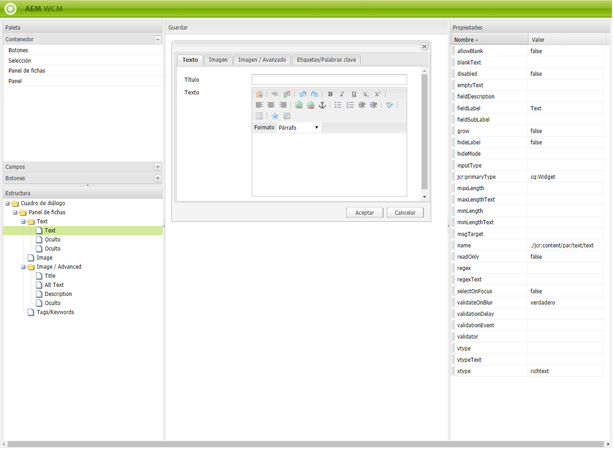 AEM WCM
Paleta
Contenedor
Botones
Selección
Panel de fichas
Panel
Campos
Botones
Estructura
Cuadro de diálogo
Panel de fichas
Text
Text
Oculto
Oculto
Image
Image / Advanced
Title
Alt Text
Description
Oculto
Tags/Keywords
Guardar
Texto Imagen Imagen / Avanzado Etiquetas/Palabras clave
Título
Texto
B I U X₂ X²
Formato Párrafo
Aceptar Cancelar
Propiedades
Nombre Valor
allowBlank false
blankText
disabled false
emptyText
fieldDescription
fieldLabel Text
fieldSubLabel
grow false
hideLabel false
hideMode
inputType
jcr:primaryType cq:Widget
maxLength
maxLengthText
minLength
minLengthText
msgTarget
name ./jcr:content/par/text/text
readOnly false
regex
regexText
selectOnFocus false
validateOnBlur verdadero
validationDelay
validationEvent
validator
vtype
vtypeText
xtype richtext